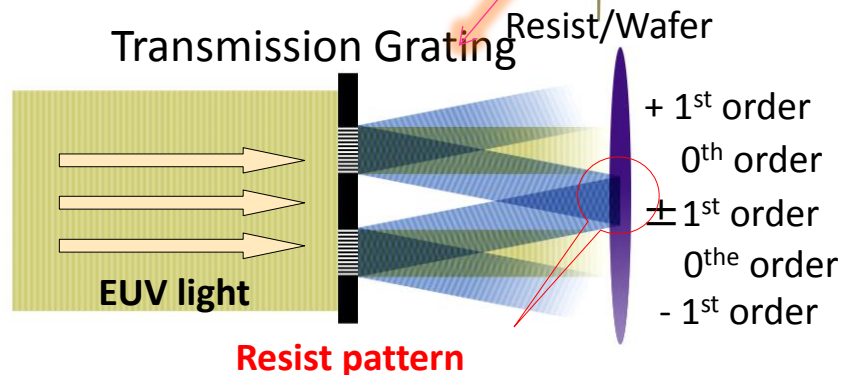 Transmission Grating
Resist/Wafer
+ 1st order
0th order
±1st order
0the order
- 1st order
EUV light
Resist pattern